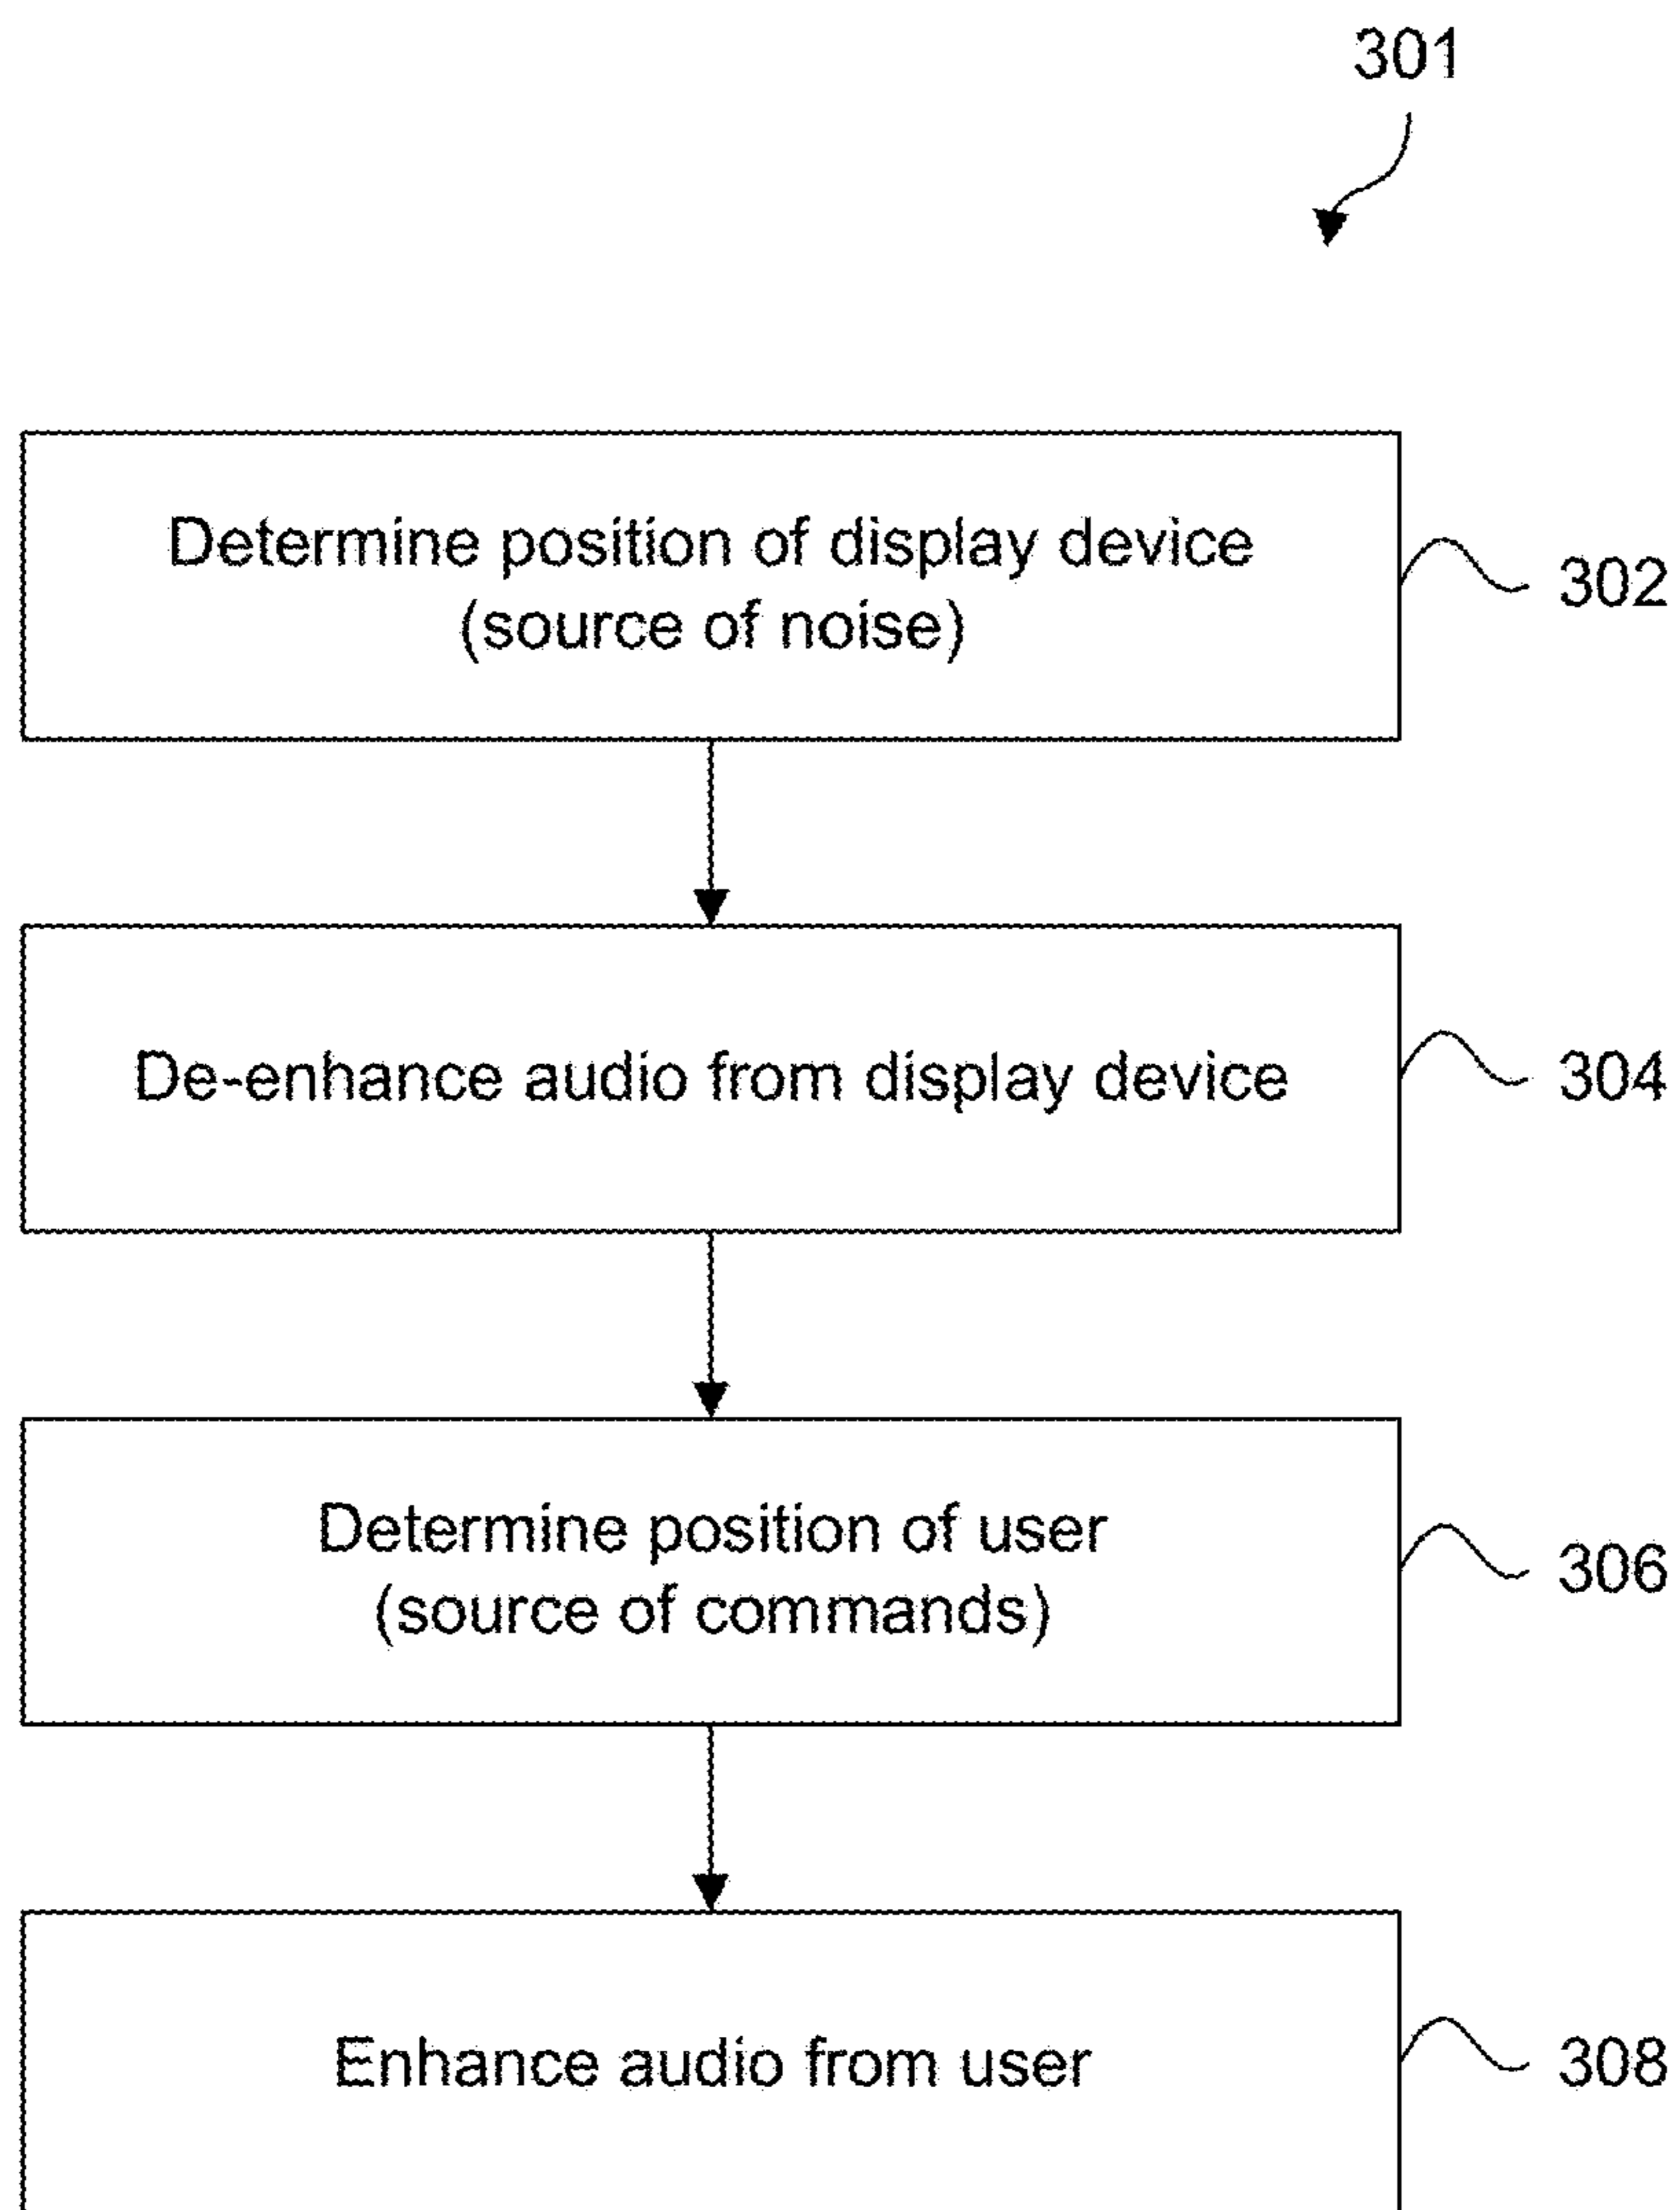 301
Determine position of display device
(source of noise)
302
De-enhance audio from display device
304
Determine position of user
(source of commands)
306
Enhance audio from user
308